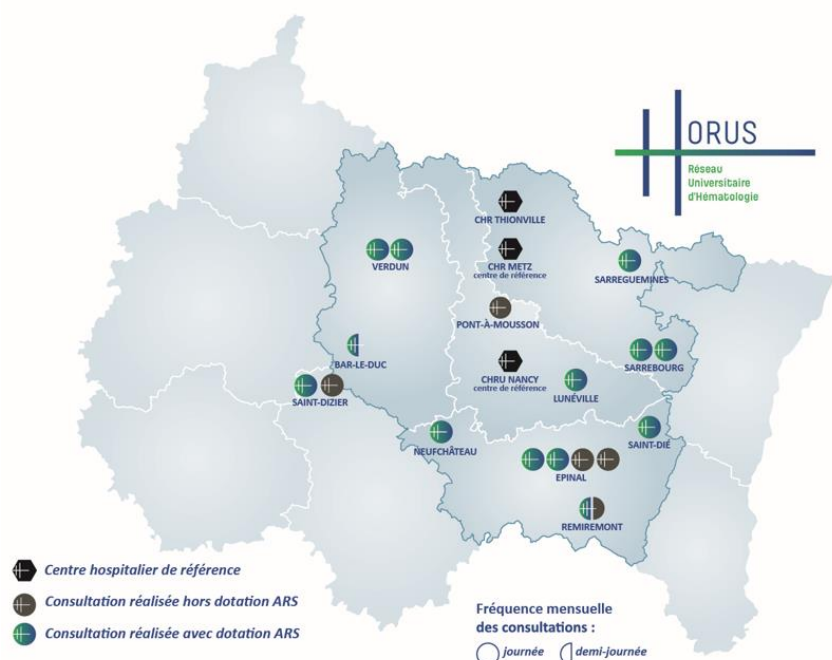 HORUS
Réseau
Universitaire
d'Hématologie
CHR THIONVILLE
VERDUN
CHR METZ
centre de référence
SARREGUEMINES
PONT-À-MOUSSON
BAR-LE-DUC
SARREBOURG
CHRU NANCY
centre de référence
SAINT-DIZIER
LUNÉVILLE
NEUFCHÂTEAU
SAINT-DIÉ
EPINAL
REMIREMONT
Centre hospitalier de référence
Consultation réalisée hors dotation ARS
Consultation réalisée avec dotation ARS
Fréquence mensuelle
des consultations :
journée demi-journée